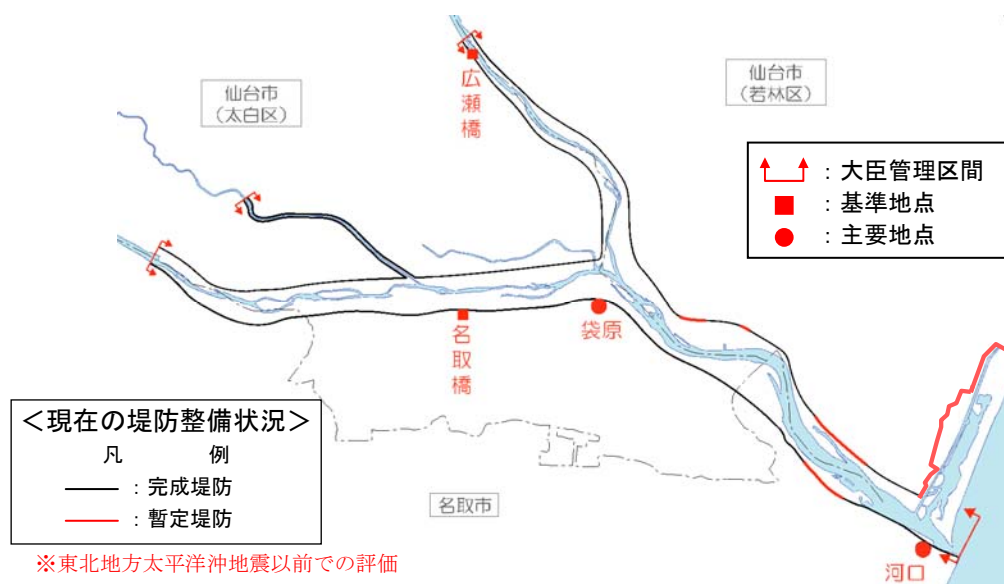 仙台市
（太白区）
広瀬橋
仙台市
（若林区）
：大臣管理区間
：基準地点
：主要地点
名取橋
袋原
＜現在の堤防整備状況＞
凡　　例
：完成堤防
：暫定堤防
※東北地方太平洋沖地震以前での評価
名取市
河口